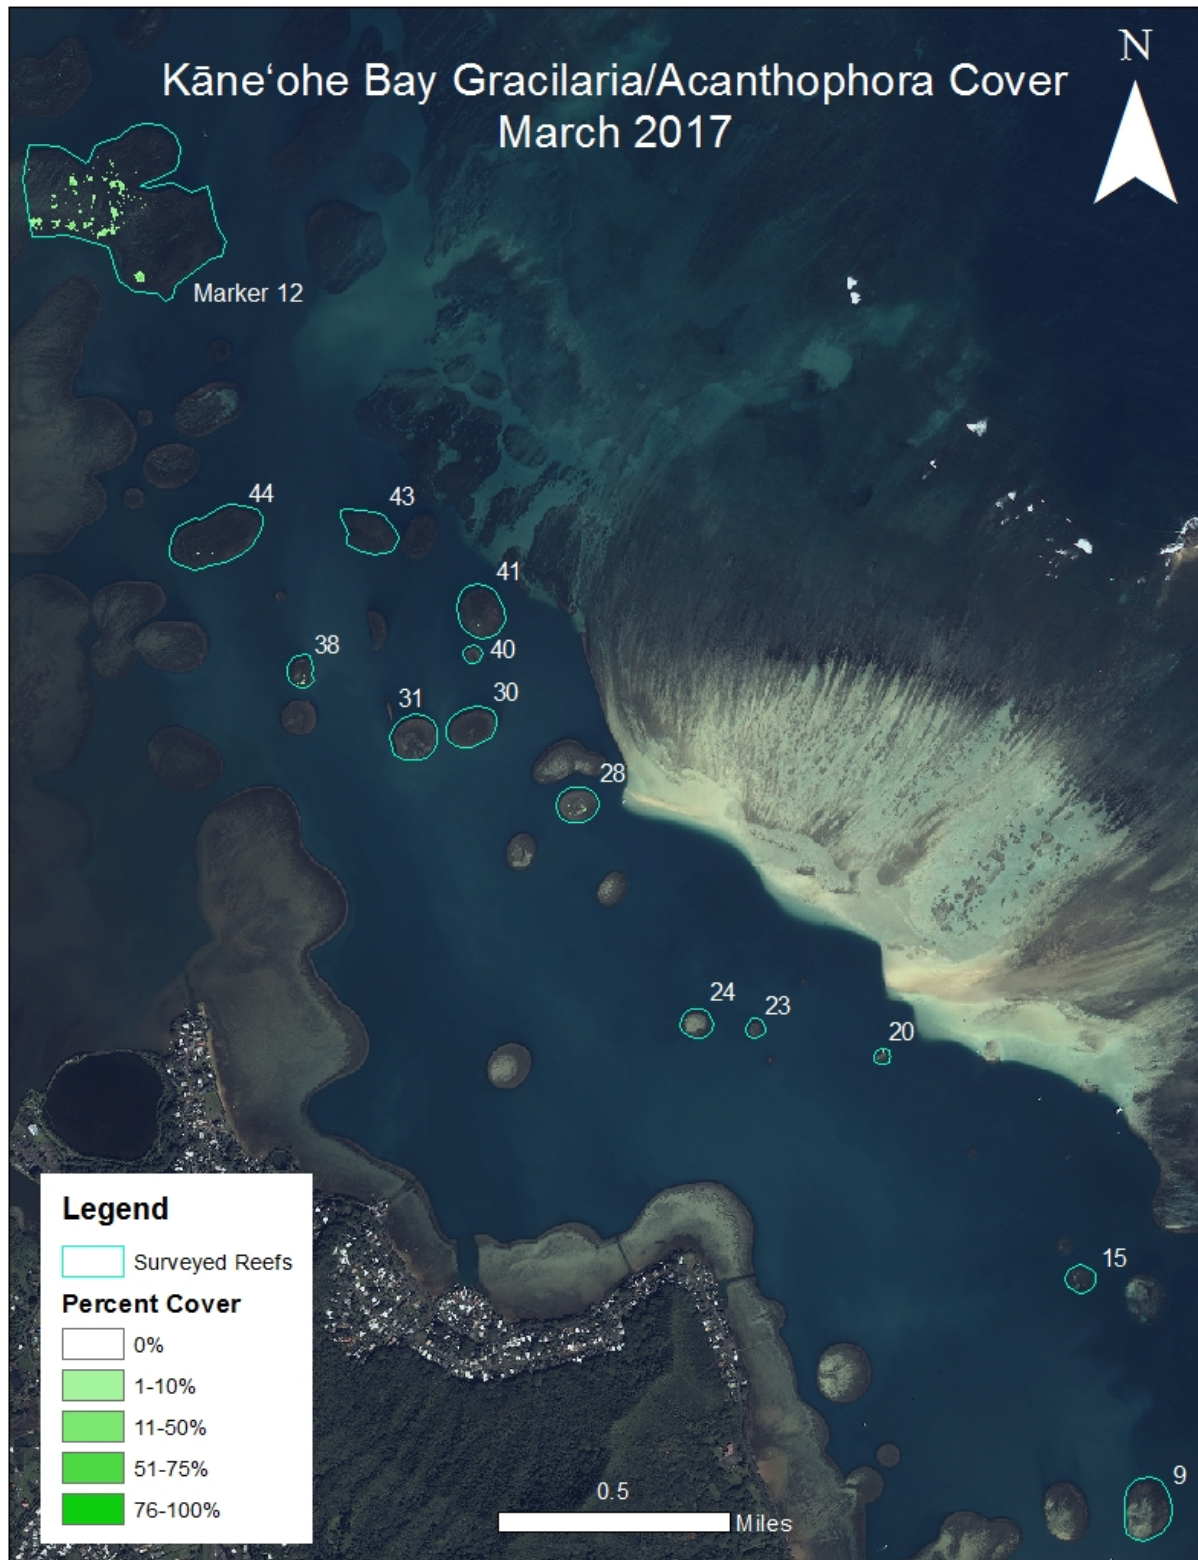 Kāneʻohe Bay Gracilaria/Acanthophora Cover
March 2017
N
Marker 12
44
43
41
40
38
31
30
28
24
23
20
15
9
Legend
Surveyed Reefs
Percent Cover
0%
1-10%
11-50%
51-75%
76-100%
0.5
Miles